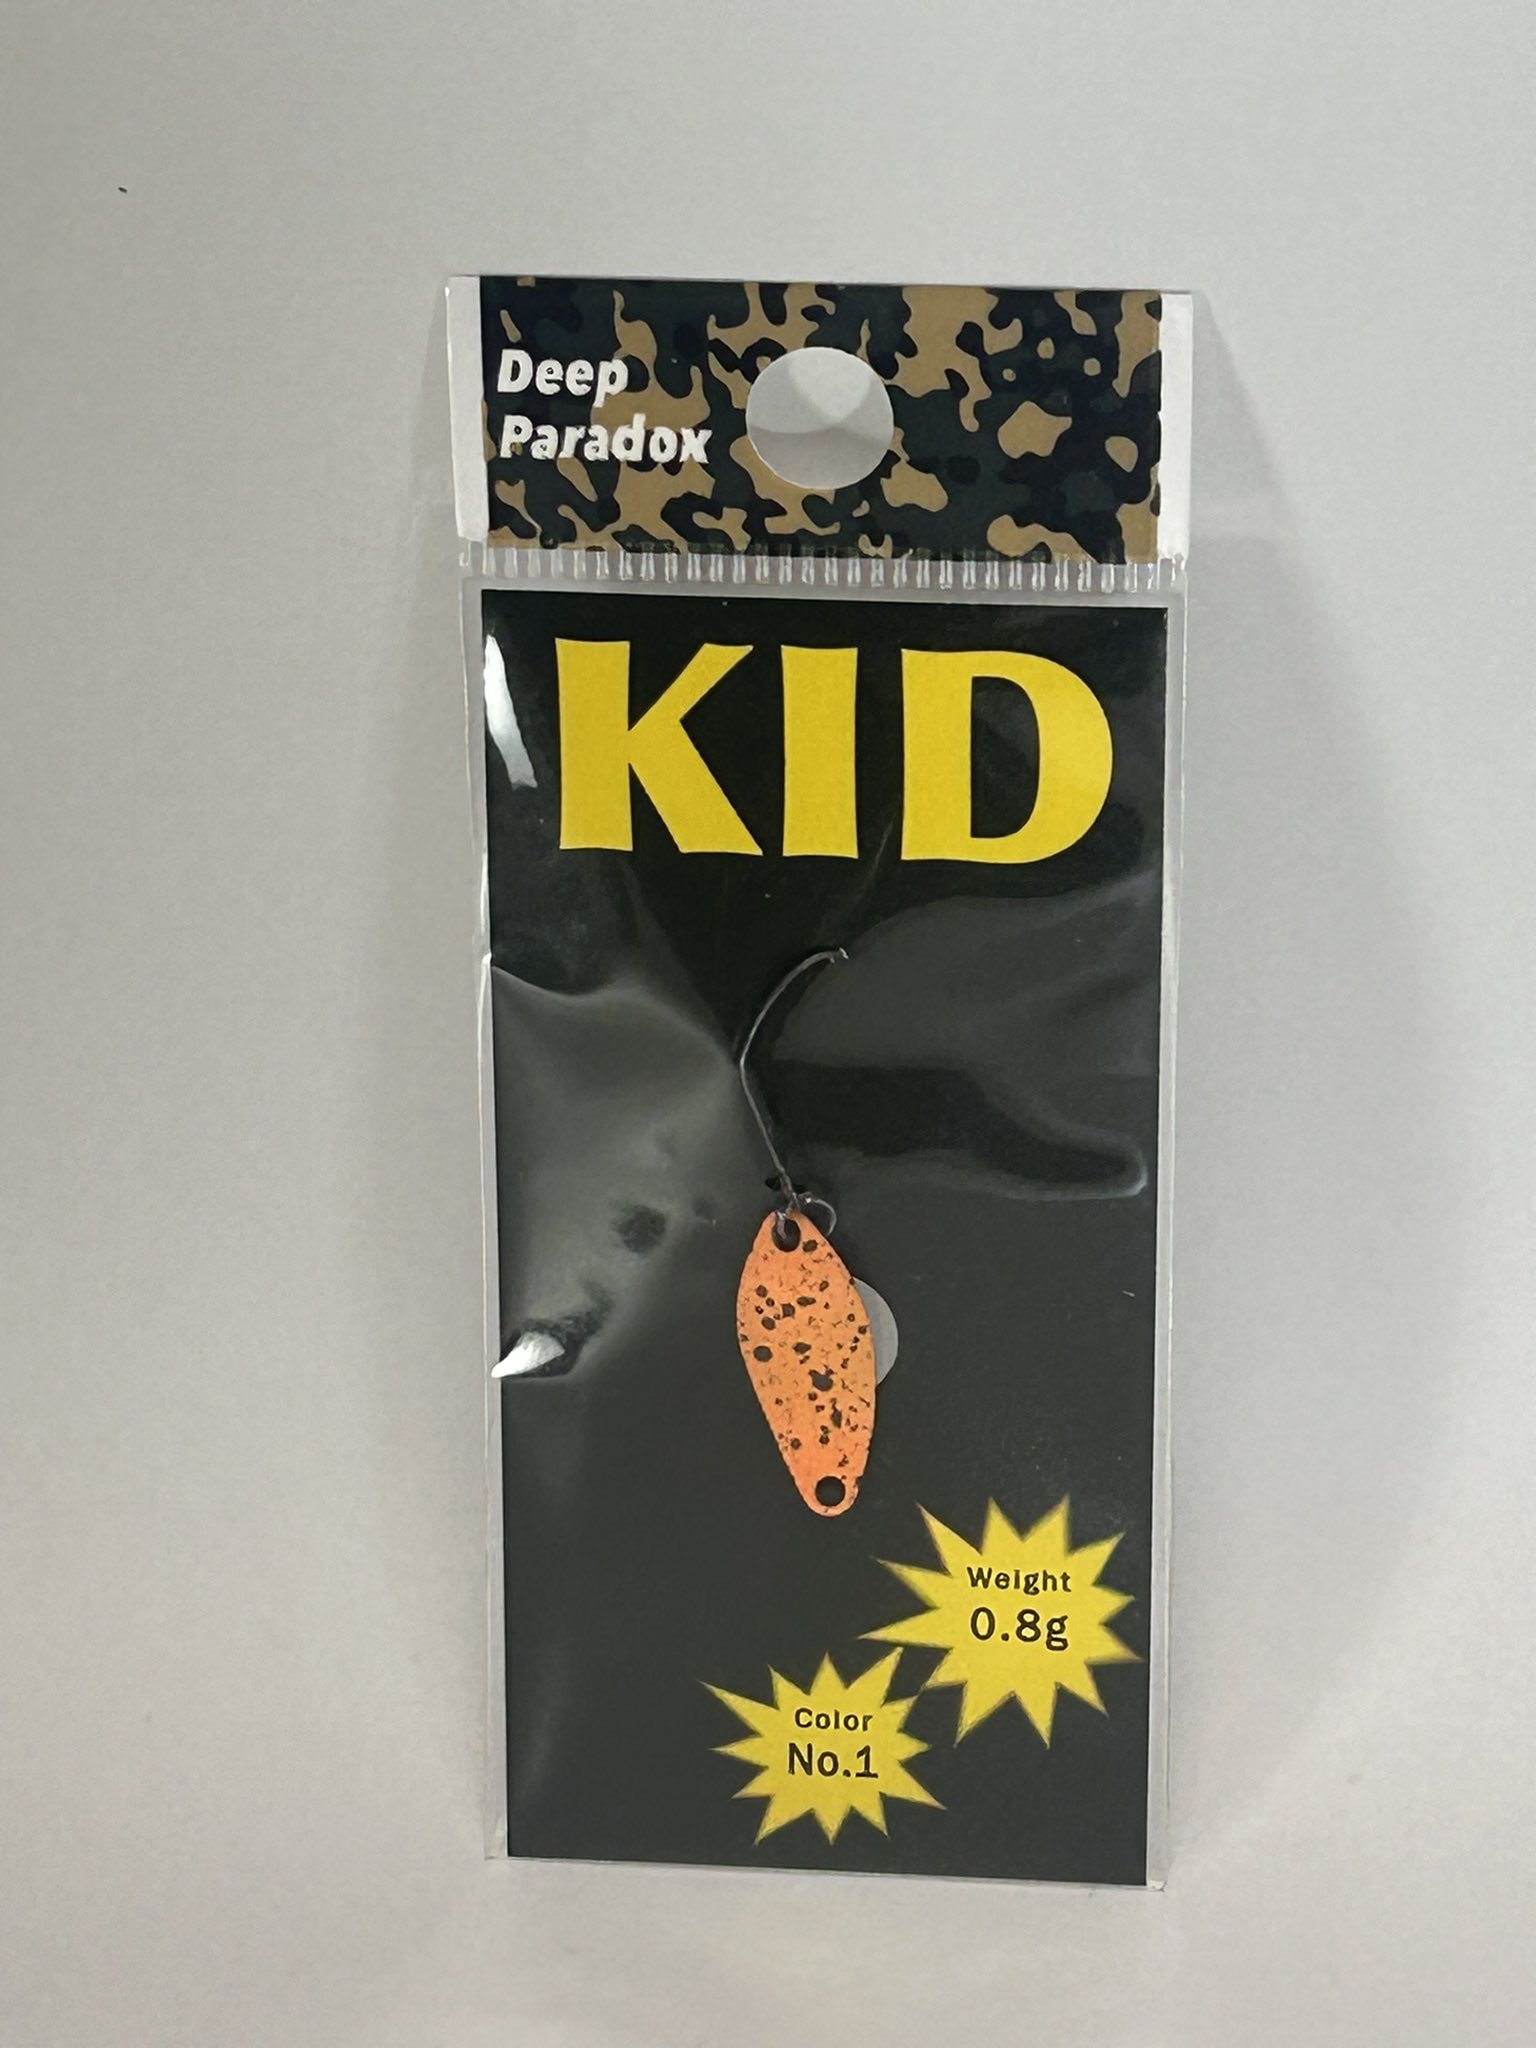 Deep
Paradox
KID
Weight
0.8g
Color
No.1